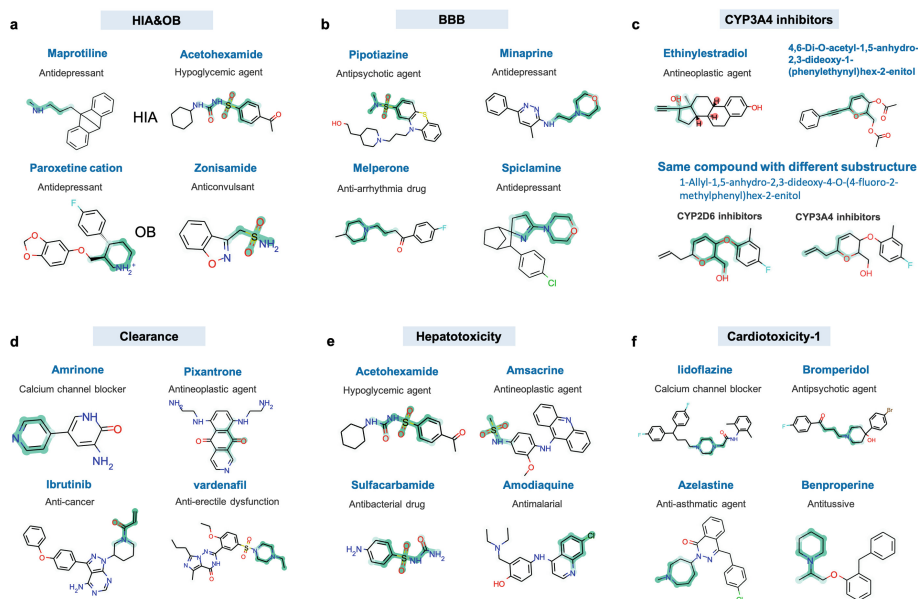 a
HIA&OB
Maprotiline
Antidepressant
Acetohexamide
Hypoglycemic agent
HIA
Paroxetine cation
Antidepressant
Zonisamide
Anticonvulsant
OB
b
BBB
Pipotiazine
Antipsychotic agent
Minaprine
Antidepressant
Melperone
Anti-arrhythmia drug
Spiclamine
Antidepressant
c
CYP3A4 inhibitors
Ethinylestradiol
Antineoplastic agent
4,6-Di-O-acetyl-1,5-anhydro-
2,3-dideoxy-1-
(phenylethynyl)hex-2-enitol
Same compound with different substructure
1-Allyl-1,5-anhydro-2,3-dideoxy-4-O-(4-fluoro-2-
methylphenyl)hex-2-enitol
CYP2D6 inhibitors
CYP3A4 inhibitors
d
Clearance
Amrinone
Calcium channel blocker
Pixantrone
Antineoplastic agent
Ibrutinib
Anti-cancer
vardenafil
Anti-erectile dysfunction
e
Hepatotoxicity
Acetohexamide
Hypoglycemic agent
Amsacrine
Antineoplastic agent
Sulfacarbamide
Antibacterial drug
Amodiaquine
Antimalarial
f
Cardiotoxicity-1
lidoflazine
Calcium channel blocker
Bromperidol
Antipsychotic agent
Azelastine
Anti-asthmatic agent
Benproperine
Antitussive